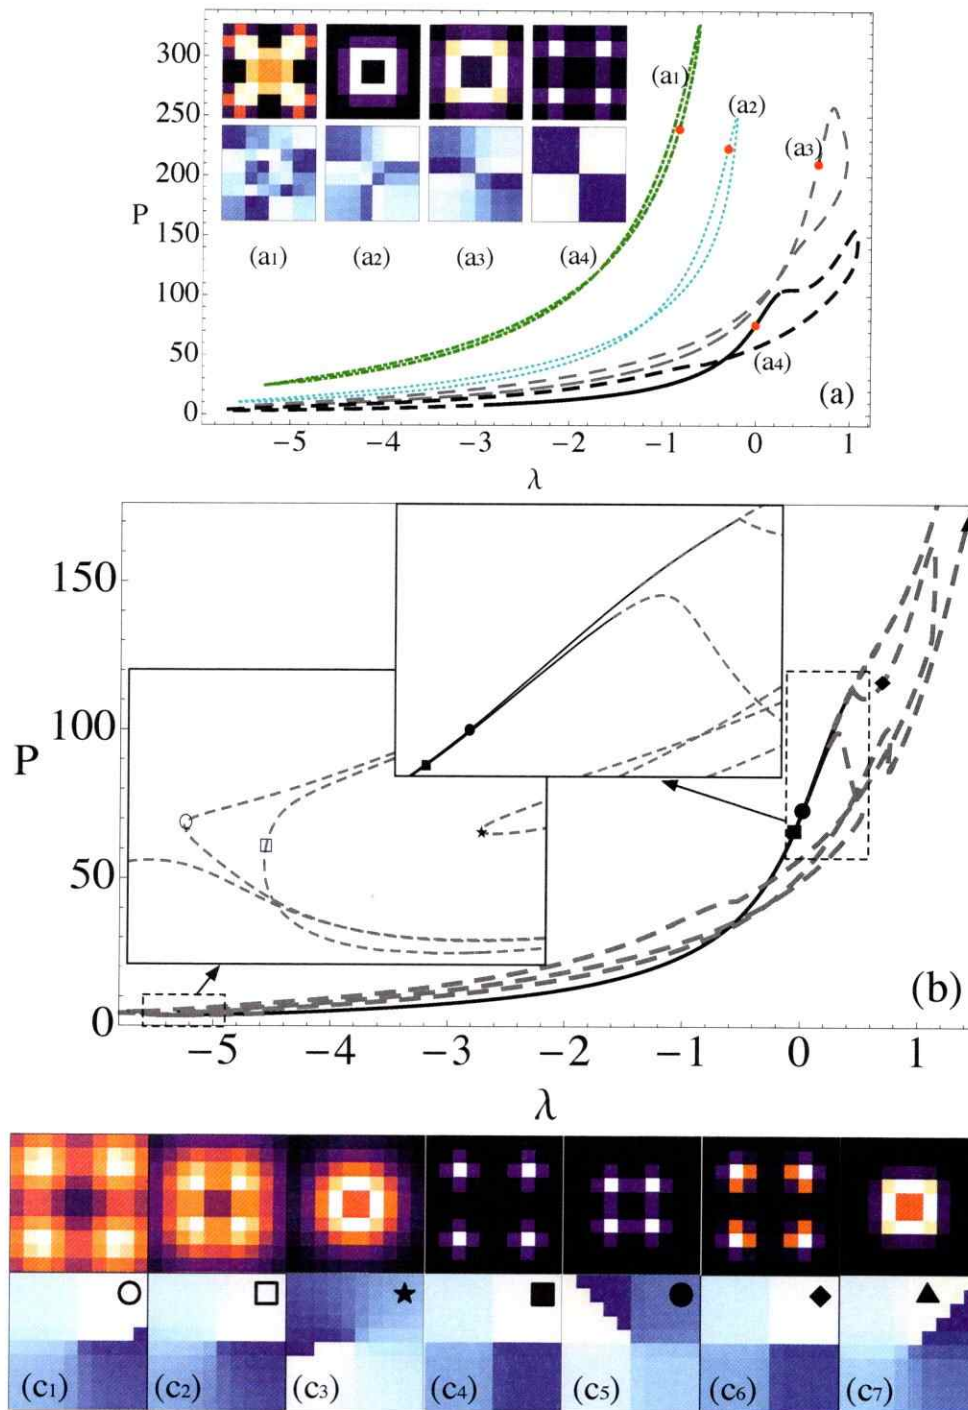 300
250
200
P
150
100
50
0
(a1)
(a2)
(a3)
(a4)
(a1) (a2) (a3) (a4)
(a)
−5 −4 −3 −2 −1 0 1
λ
150
100
P
50
0
(b)
−5 −4 −3 −2 −1 0 1
λ
(c1) (c2) (c3) (c4) (c5) (c6) (c7)